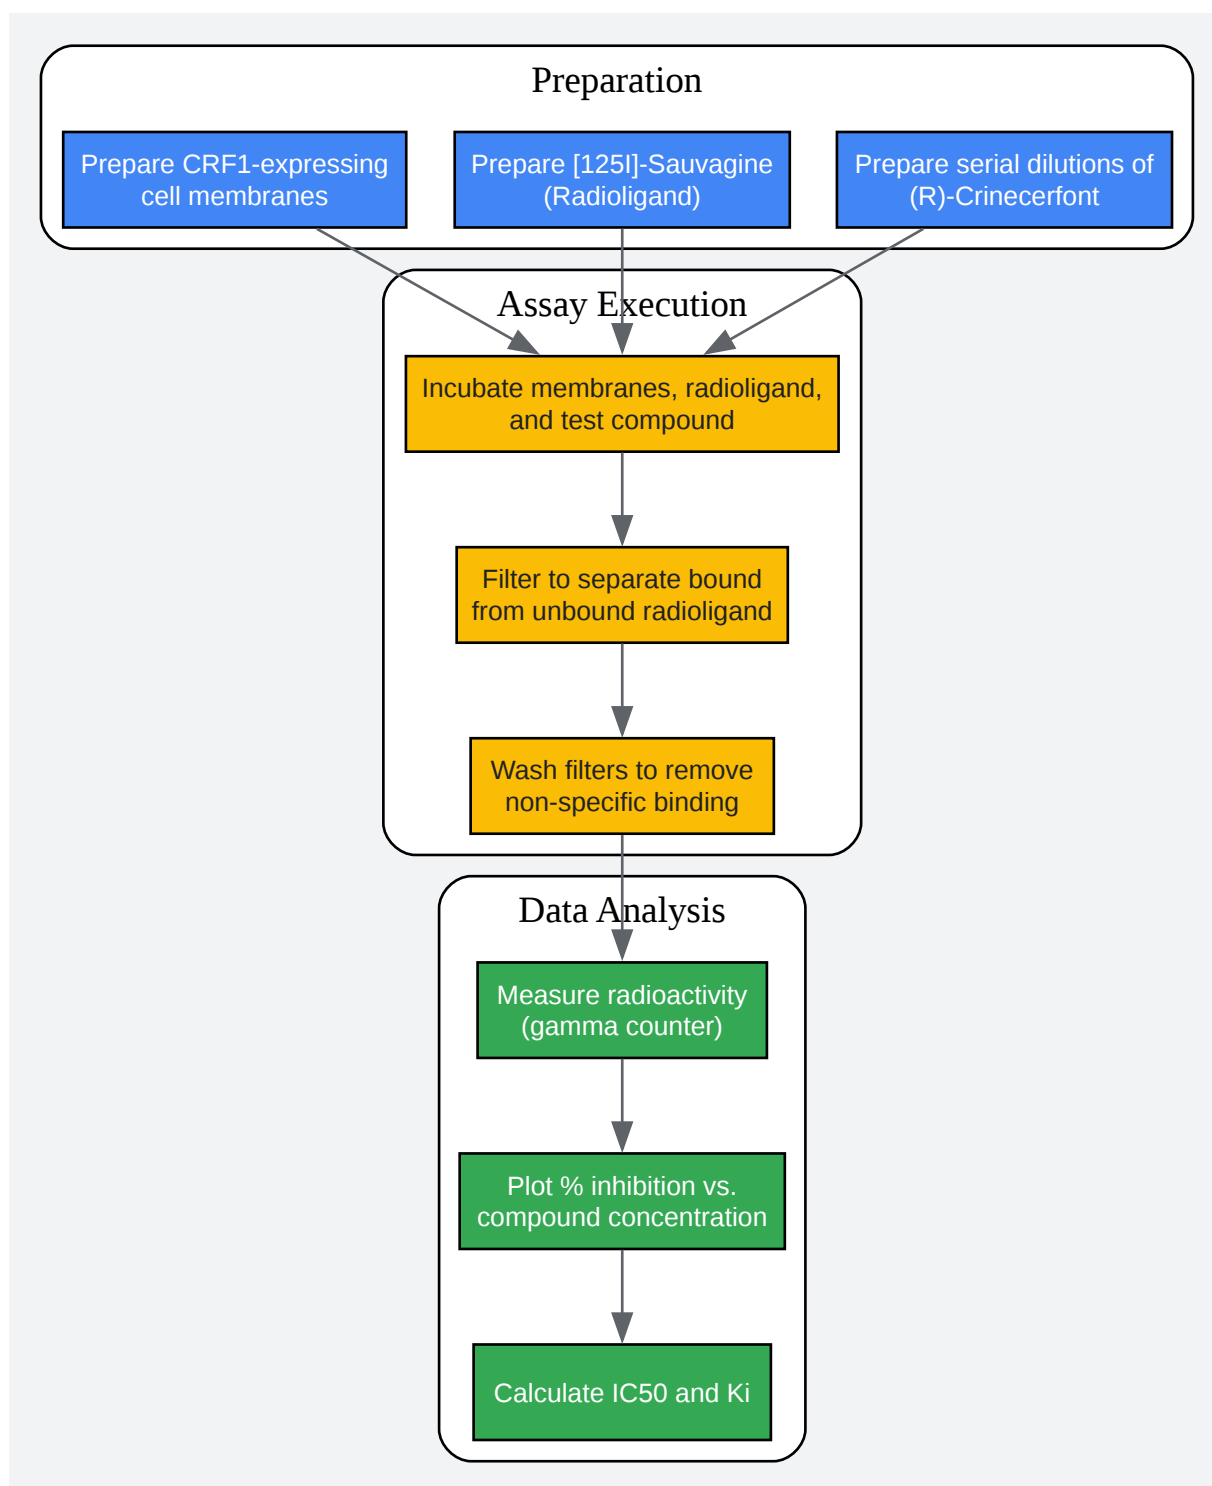 Preparation
Prepare CRF1-expressing
cell membranes
Prepare [125I]-Sauvagine
(Radioligand)
Prepare serial dilutions of
(R)-Crinecerfont
Assay Execution
Incubate membranes, radioligand,
and test compound
Filter to separate bound
from unbound radioligand
Wash filters to remove
non-specific binding
Data Analysis
Measure radioactivity
(gamma counter)
Plot % inhibition vs.
compound concentration
Calculate IC50 and Ki